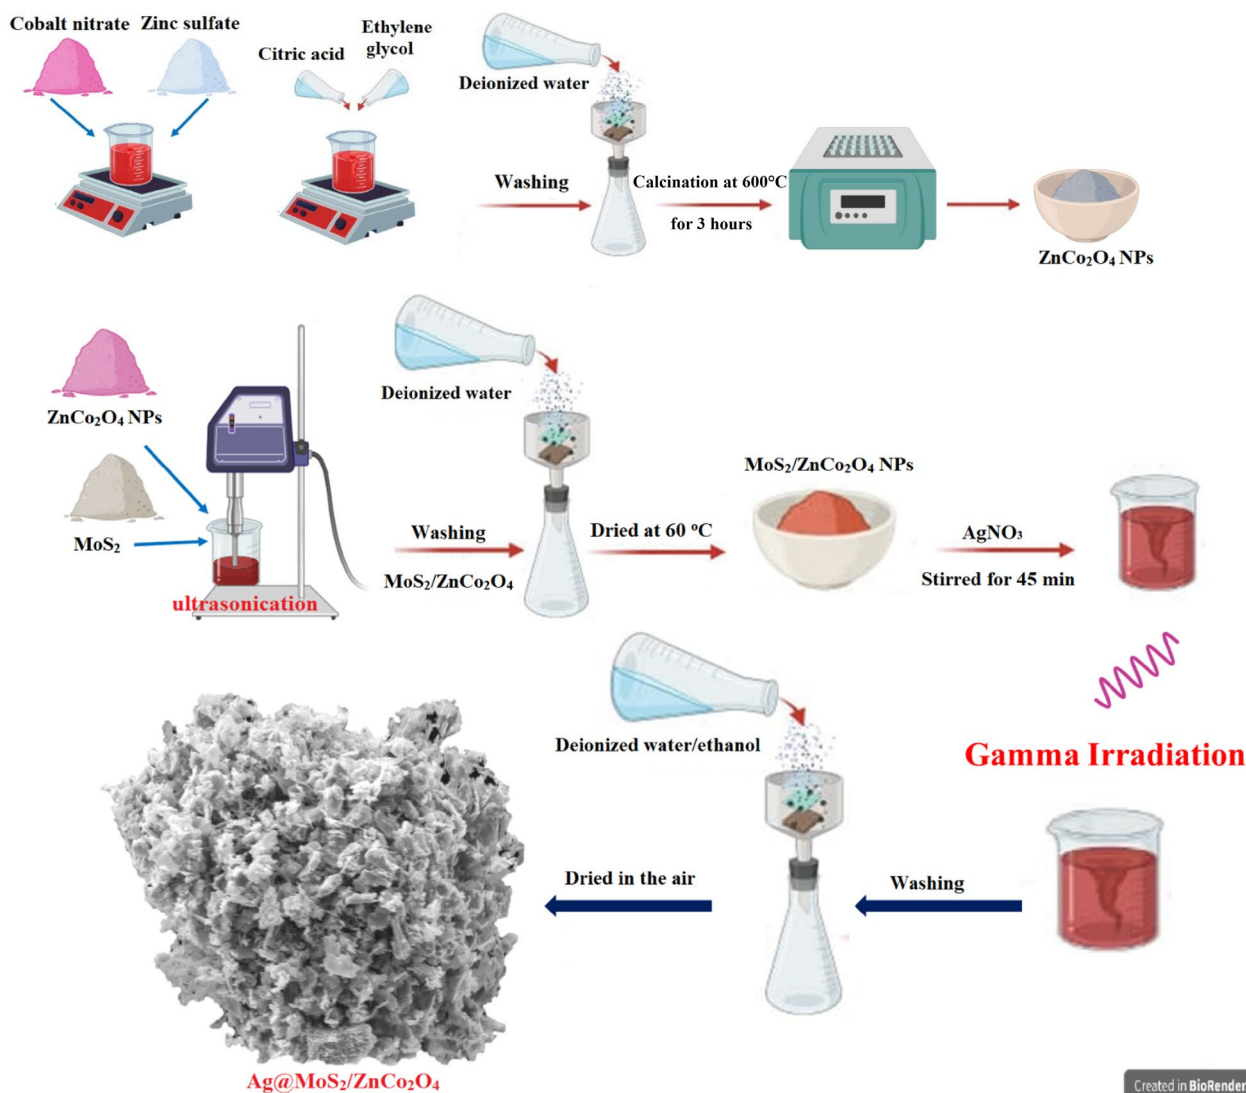 Cobalt nitrate
Zinc sulfate
Citric acid
Ethylene
glycol
Deionized water
Washing
Calcination at 600°C
for 3 hours
ZnCo₂O₄ NPs
ZnCo₂O₄ NPs
MoS₂
ultrasonication
Deionized water
Washing
MoS₂/ZnCo₂O₄
Dried at 60 °C
MoS₂/ZnCo₂O₄ NPs
AgNO₃
Stirred for 45 min
Gamma Irradiation
Deionized water/ethanol
Washing
Dried in the air
Ag@MoS₂/ZnCo₂O₄
Created in BioRender